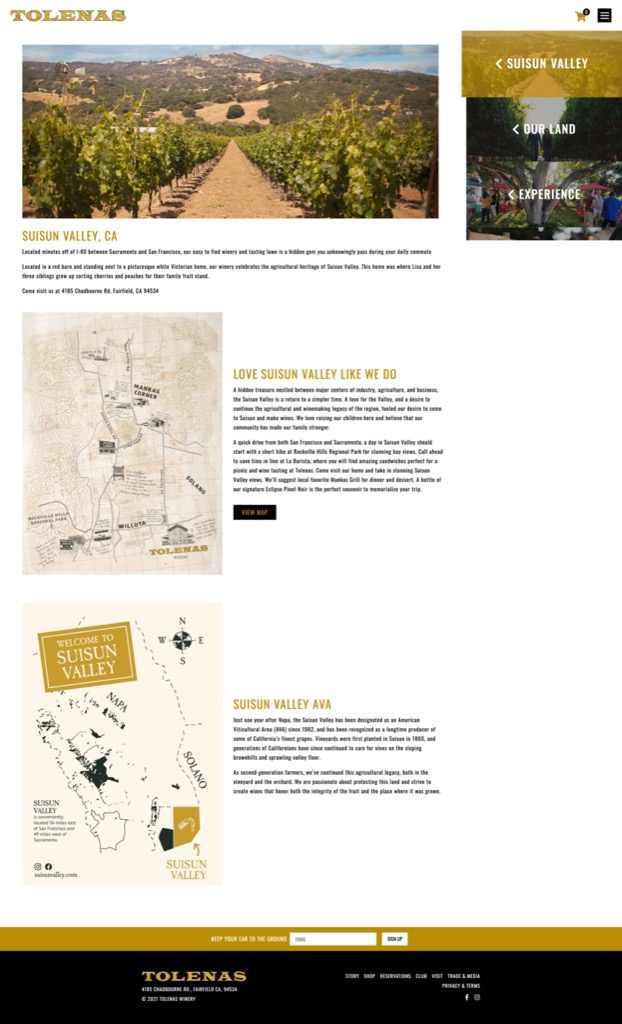 TOLENAS
0
SUISUN VALLEY
OUR LAND
EXPERIENCE
SUISUN VALLEY, CA
Located minutes off of I-80 between Sacramento and San Francisco, our easy to find winery and tasting lawn is a hidden gem you unknowingly pass during your daily commute
Located in a red barn and standing next to a picturesque white Victorian home, our winery celebrates the agricultural heritage of Suisun Valley. This home was where Lisa and her
three siblings grew up sorting cherries and peaches for their family fruit stand.
Come visit us at 4185 Chadbourne Rd, Fairfield, CA 94534
MANKAS
CORNER
SOLANO
ROCKVILLE HILLS
REGIONAL PARK
WILLOTA
TOLENAS
WINERY
LOVE SUISUN VALLEY LIKE WE DO
A hidden treasure nestled between major centers of industry, agriculture, and business,
the Suisun Valley is a return to a simpler time. A love for the Valley, and a desire to
continue the agricultural and winemaking legacy of the region, fueled our desire to come
to Suisun and make wines. We love raising our children here and believe that our
community has made our family stronger.
A quick drive from both San Francisco and Sacramento, a day in Suisun Valley should
start with a short hike at Rockville Hills Regional Park for stunning bay views. Call ahead
to save time in line at La Barista, where you will find amazing sandwiches perfect for a
picnic and wine tasting at Tolenas. Come visit our home and take in stunning Suisun
Valley views. We'll suggest local favorite Mankas Grill for dinner and dessert. A bottle of
our signature Eclipse Pinot Noir is the perfect souvenir to memorialize your trip.
VIEW MAP
WELCOME TO
SUISUN
VALLEY
N
W E
S
NAPA
SOLANO
SUISUN
VALLEY
is conveniently
located 56 miles east
of San Francisco and
49 miles west of
Sacramento.
SUISUN
VALLEY
suisunvalley.com
SUISUN VALLEY AVA
Just one year after Napa, the Suisun Valley has been designated as an American
Viticultural Area (AVA) since 1982, and has been recognized as a longtime producer of
some of California's finest grapes. Vineyards were first planted in Suisun in 1860, and
generations of Californians have since continued to care for vines on the sloping
brownhills and sprawling valley floor.
As second-generation farmers, we've continued this agricultural legacy, both in the
vineyard and the orchard. We are passionate about protecting this land and strive to
create wines that honor both the integrity of the fruit and the place where it was grown.
KEEP YOUR EAR TO THE GROUND EMAIL SIGN UP
TOLENAS
4185 CHADBOURNE RD., FAIRFIELD CA, 94534
© 2021 TOLENAS WINERY
STORY SHOP RESERVATIONS CLUB VISIT TRADE & MEDIA
PRIVACY & TERMS